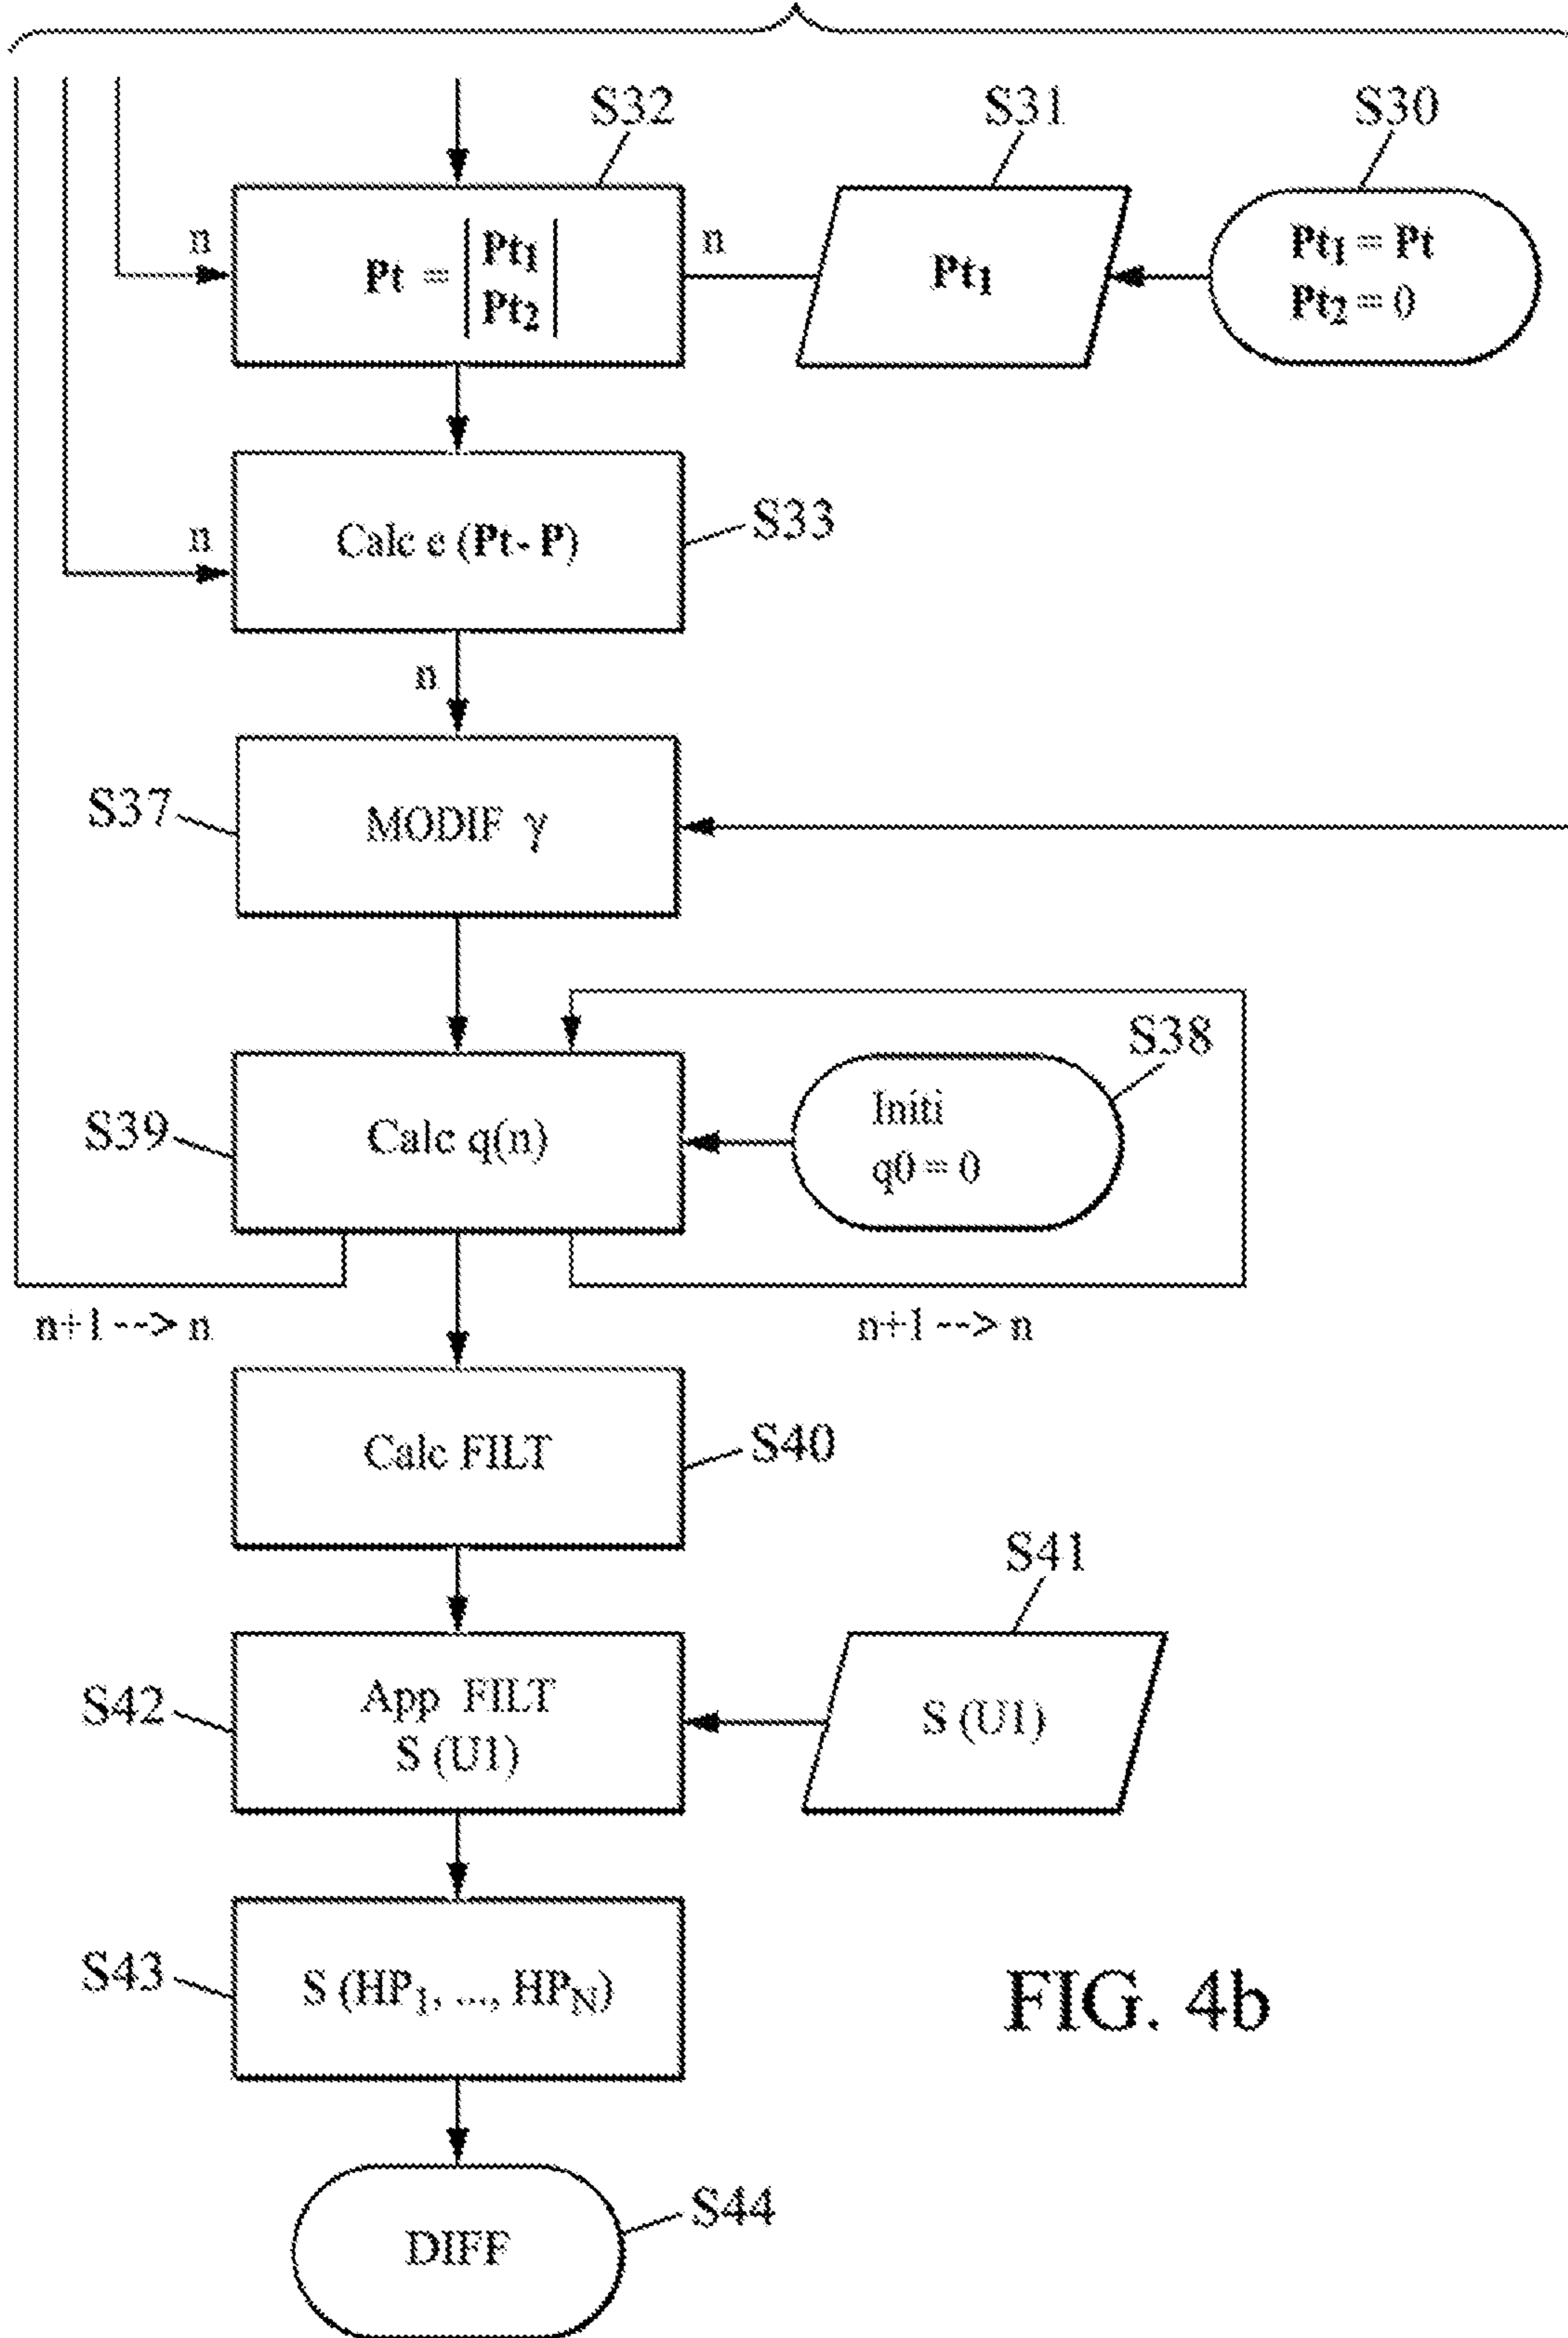 S32
S31
S30
n
Pt = | Pt₁
Pt₂ |
n
Pt₁
Pt₁ = Pt
Pt₂ = 0
n
Calc e (Pt - P)
S33
n
S37
MODIF γ
S38
S39
Calc q(n)
Initi
q0 = 0
n+1 --> n
n+1 --> n
Calc FILT
S40
S41
S42
App FILT
S (U1)
S (U1)
S43
S (HP₁, ..., HP_N)
FIG. 4b
DIFF
S44